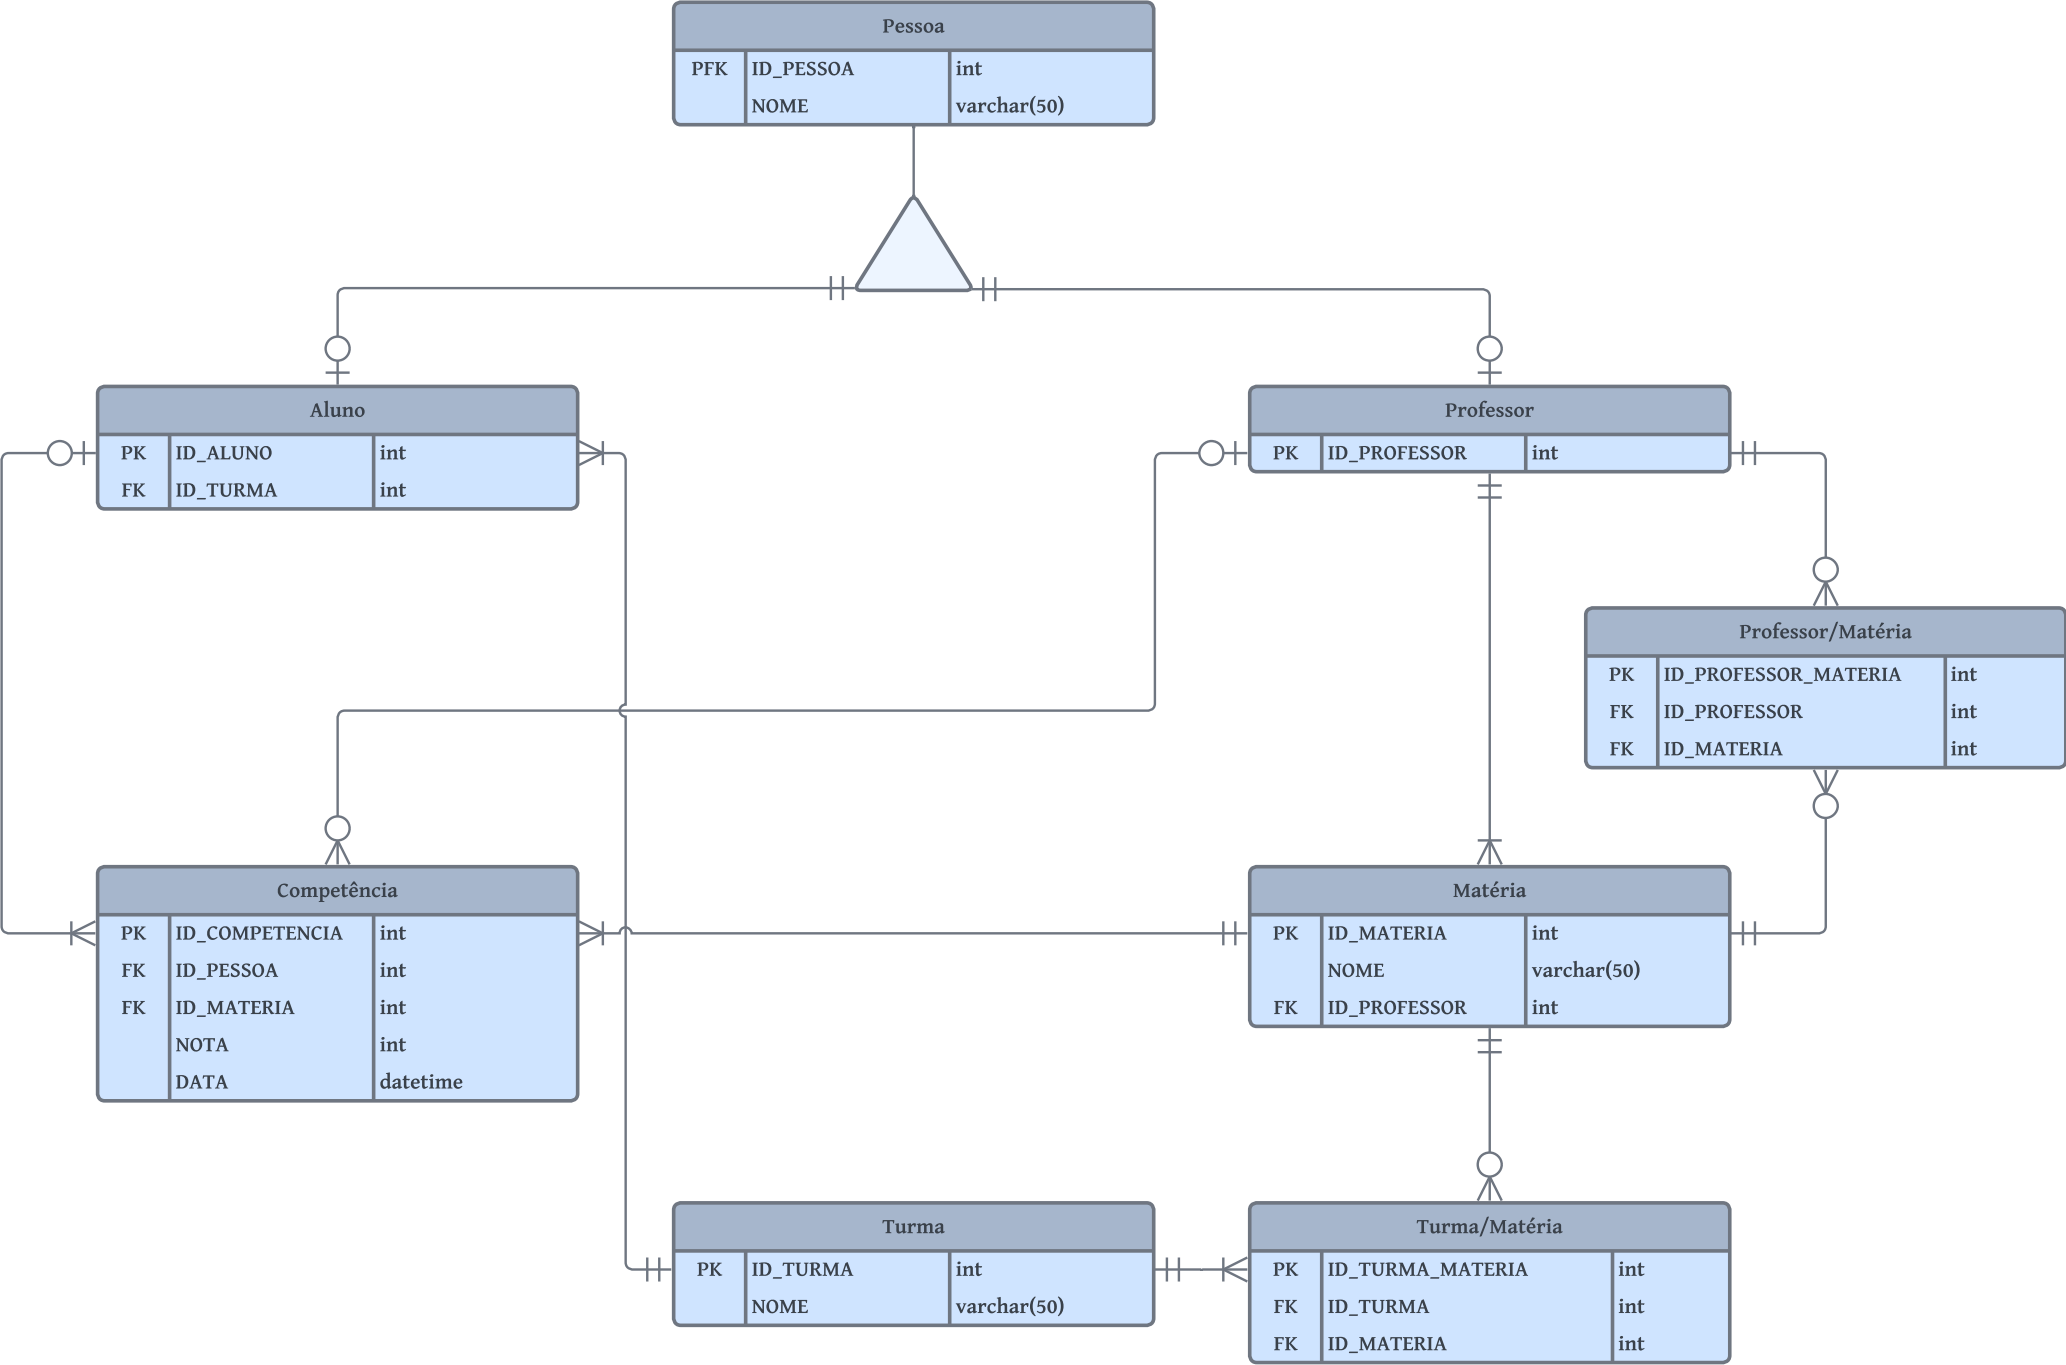 Pessoa
PFK ID_PESSOA int
NOME varchar(50)
Aluno
PK ID_ALUNO int
FK ID_TURMA int
Professor
PK ID_PROFESSOR int
Professor/Matéria
PK ID_PROFESSOR_MATERIA int
FK ID_PROFESSOR int
FK ID_MATERIA int
Competência
PK ID_COMPETENCIA int
FK ID_PESSOA int
FK ID_MATERIA int
NOTA int
DATA datetime
Matéria
PK ID_MATERIA int
NOME varchar(50)
FK ID_PROFESSOR int
Turma
PK ID_TURMA int
NOME varchar(50)
Turma/Matéria
PK ID_TURMA_MATERIA int
FK ID_TURMA int
FK ID_MATERIA int